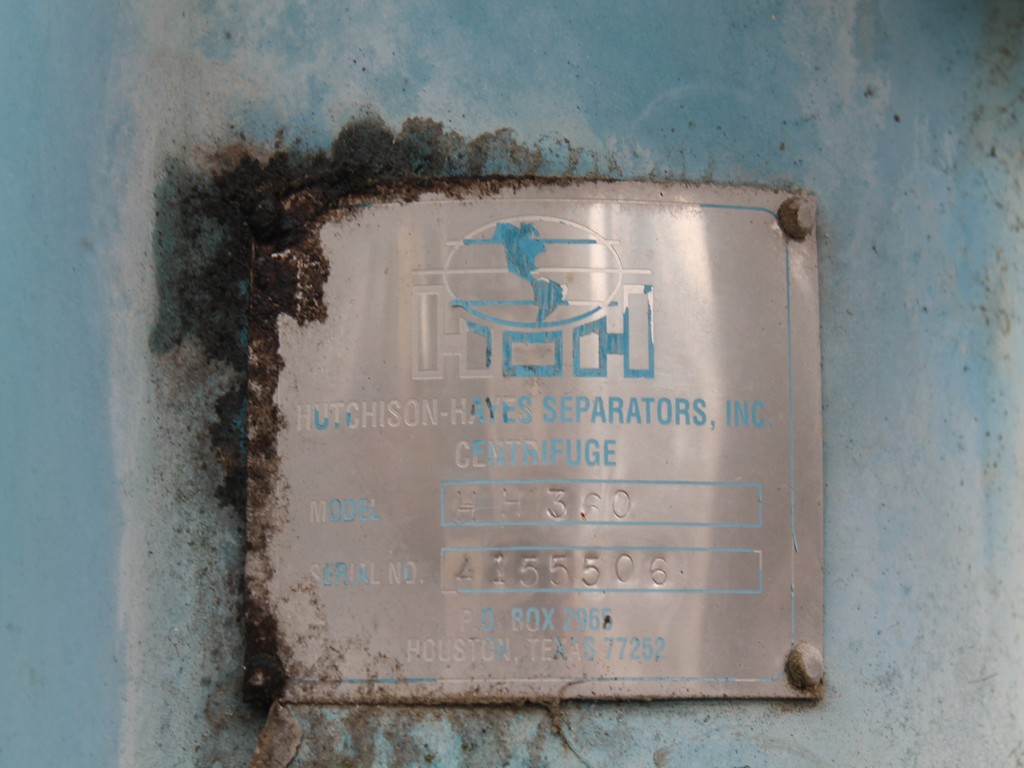 HUTCHISON-HAYES SEPARATORS, INC.
CENTRIFUGE
MODEL HH360
SERIAL NO. 4155506
P.O. BOX 2965
HOUSTON, TEXAS 77252